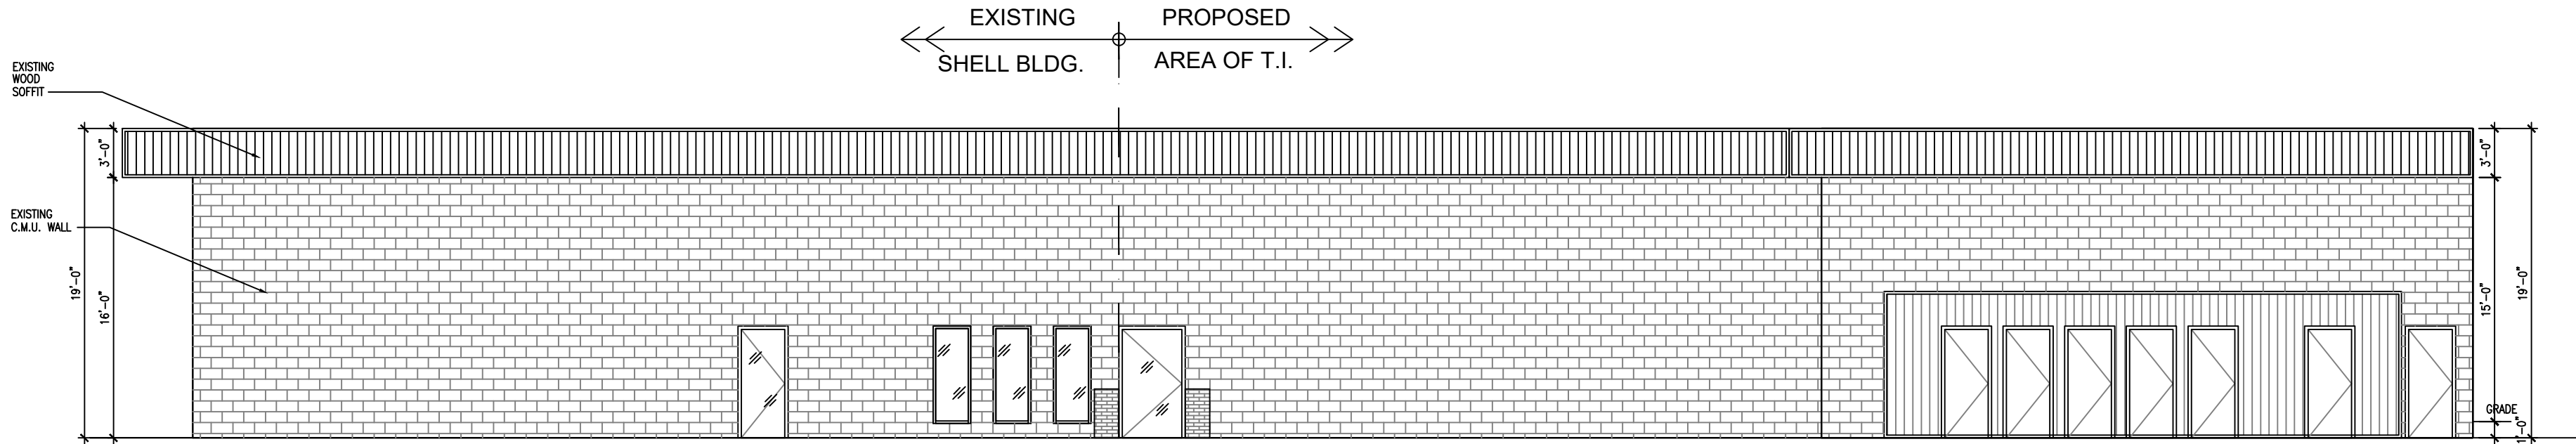 EXISTING PROPOSED
SHELL BLDG. AREA OF T.I.
EXISTING
WOOD
SOFFIT
3'-0"
3'-0"
EXISTING
C.M.U. WALL
19'-0"
16'-0"
15'-0"
19'-0"
GRADE
1'-0"